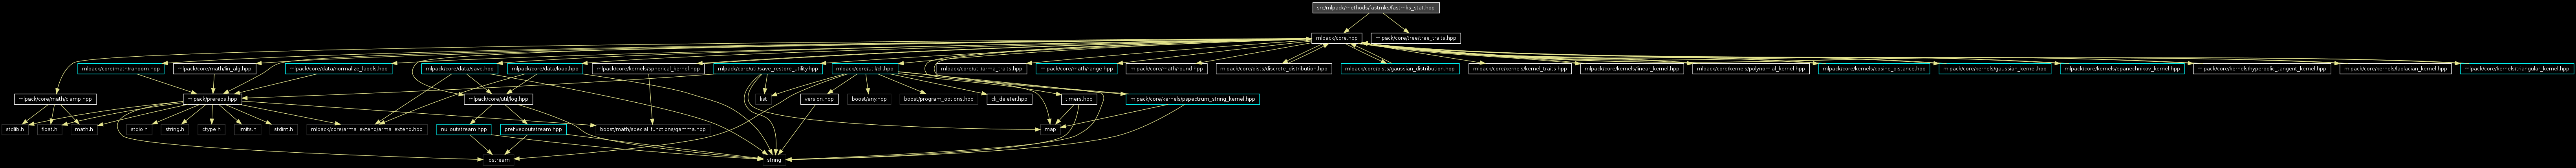 src/mlpack/methods/fastmks/fastmks_stat.hpp
mlpack/core.hpp
mlpack/core/tree/tree_traits.hpp
mlpack/core/math/random.hpp
mlpack/core/math/lin_alg.hpp
mlpack/core/data/normalize_labels.hpp
mlpack/core/data/save.hpp
mlpack/core/data/load.hpp
mlpack/core/kernels/spherical_kernel.hpp
mlpack/core/util/save_restore_utility.hpp
mlpack/core/util/cli.hpp
mlpack/core/util/arma_traits.hpp
mlpack/core/math/range.hpp
mlpack/core/math/round.hpp
mlpack/core/dists/discrete_distribution.hpp
mlpack/core/dists/gaussian_distribution.hpp
mlpack/core/kernels/kernel_traits.hpp
mlpack/core/kernels/linear_kernel.hpp
mlpack/core/kernels/polynomial_kernel.hpp
mlpack/core/kernels/cosine_distance.hpp
mlpack/core/kernels/gaussian_kernel.hpp
mlpack/core/kernels/epanechnikov_kernel.hpp
mlpack/core/kernels/hyperbolic_tangent_kernel.hpp
mlpack/core/kernels/laplacian_kernel.hpp
mlpack/core/kernels/triangular_kernel.hpp
mlpack/core/math/clamp.hpp
mlpack/prereqs.hpp
mlpack/core/util/log.hpp
list
version.hpp
boost/any.hpp
boost/program_options.hpp
cli_deleter.hpp
timers.hpp
mlpack/core/kernels/pspectrum_string_kernel.hpp
stdlib.h
float.h
math.h
stdio.h
string.h
ctype.h
limits.h
stdint.h
mlpack/core/arma_extend/arma_extend.hpp
nulloutstream.hpp
prefixedoutstream.hpp
boost/math/special_functions/gamma.hpp
map
iostream
string